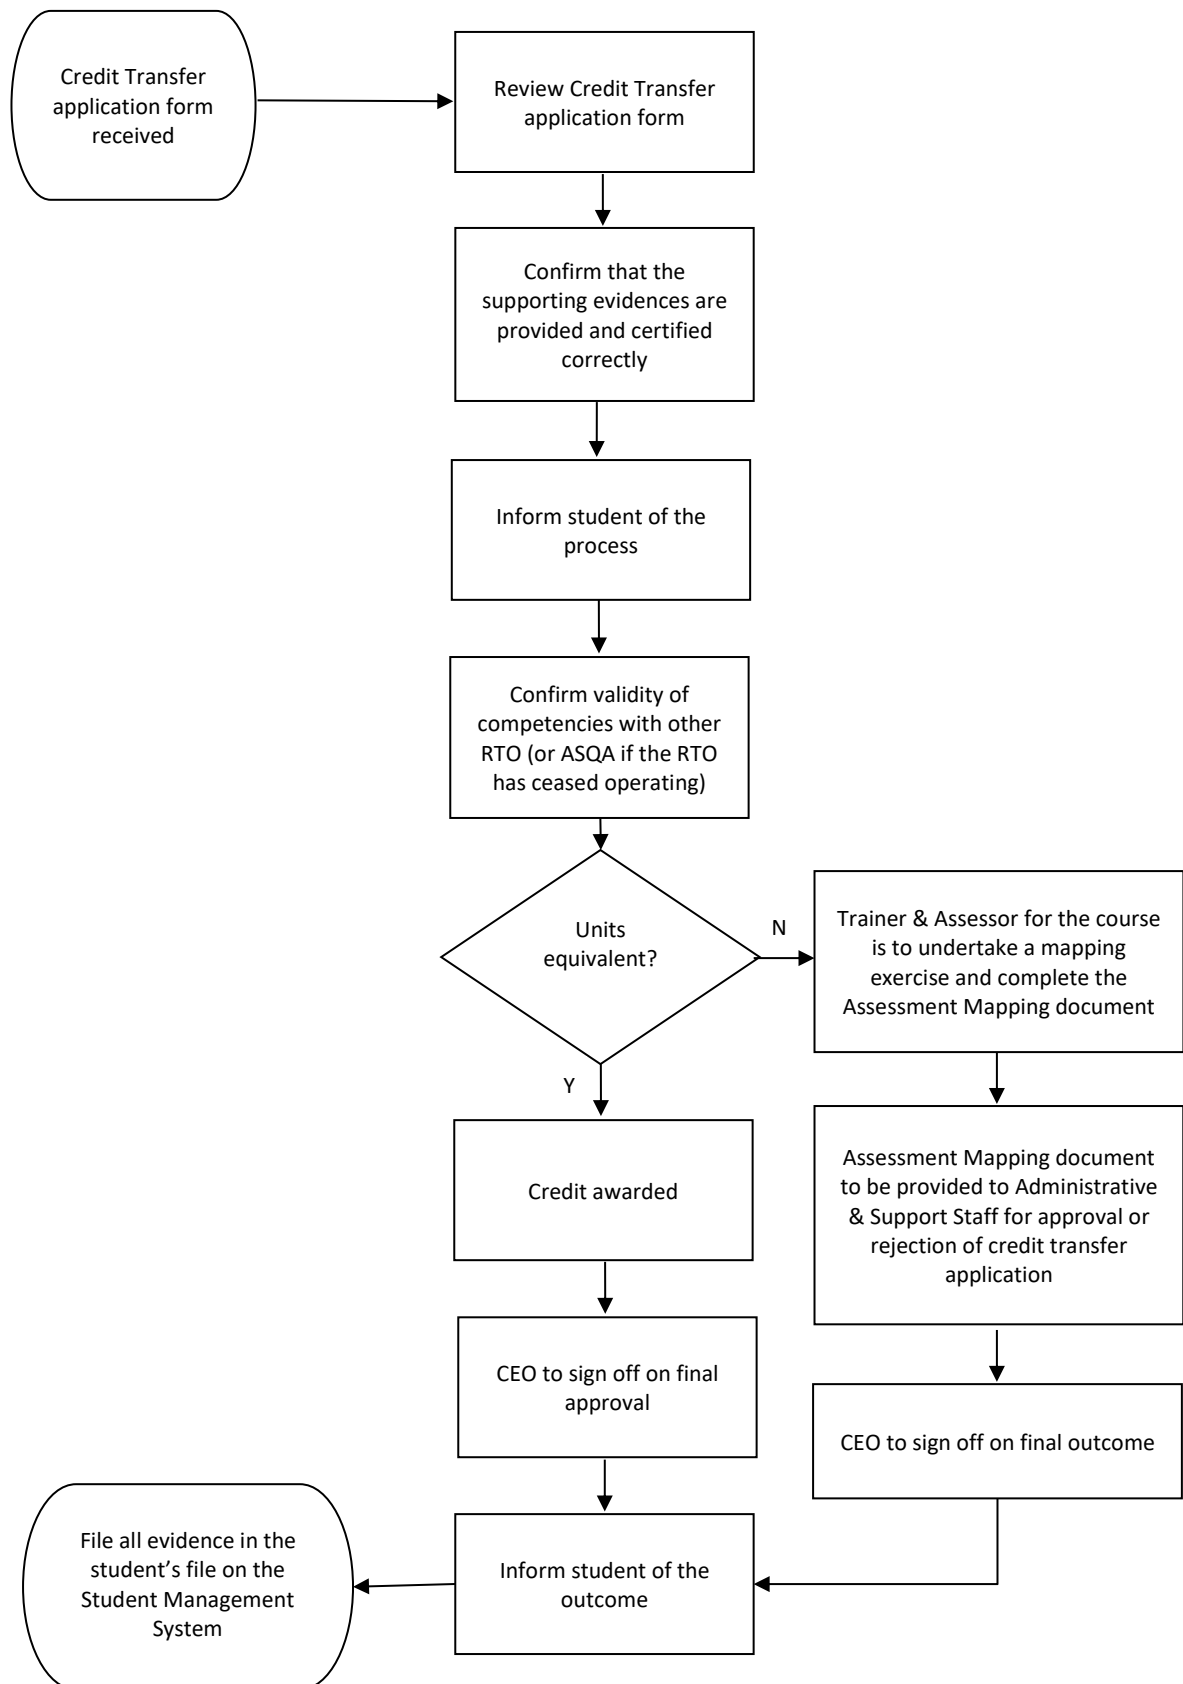 Credit Transfer
application form
received
Review Credit Transfer
application form
Confirm that the
supporting evidences are
provided and certified
correctly
Inform student of the
process
Confirm validity of
competencies with other
RTO (or ASQA if the RTO
has ceased operating)
Units
equivalent?
N
Trainer & Assessor for the course
is to undertake a mapping
exercise and complete the
Assessment Mapping document
Y
Credit awarded
Assessment Mapping document
to be provided to Administrative
& Support Staff for approval or
rejection of credit transfer
application
CEO to sign off on final
approval
CEO to sign off on final outcome
Inform student of the
outcome
File all evidence in the
student’s file on the
Student Management
System